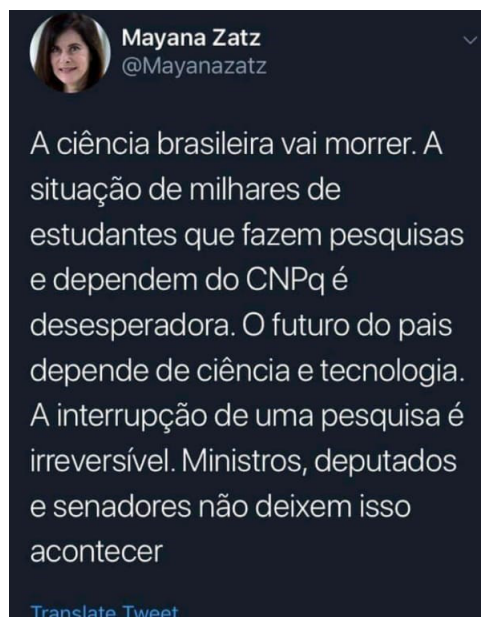 Mayana Zatz
@Mayanazatz
A ciência brasileira vai morrer. A
situação de milhares de
estudantes que fazem pesquisas
e dependem do CNPq é
desesperadora. O futuro do pais
depende de ciência e tecnologia.
A interrupção de uma pesquisa é
irreversível. Ministros, deputados
e senadores não deixem isso
acontecer
Translate Tweet